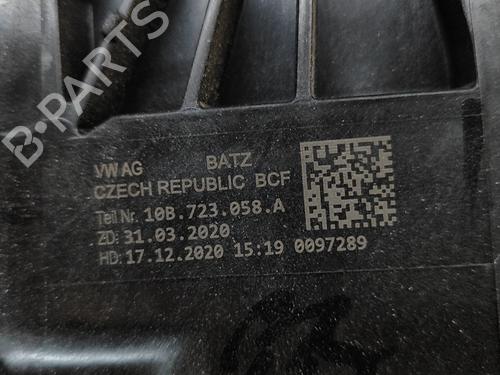 B-PARTS
VW AG BATZ
CZECH REPUBLIC BCF
Teil Nr. 10B.723.058.A
ZD: 31.03.2020
HD: 17.12.2020 15:19 0097289